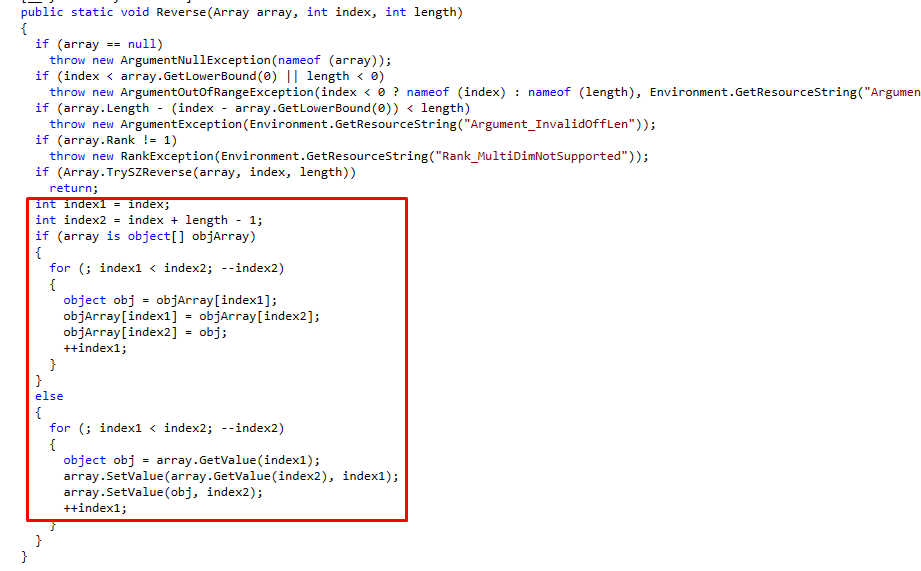 public static void Reverse(Array array, int index, int length)
{
if (array == null)
throw new ArgumentNullException(nameof (array));
if (index < array.GetLowerBound(0) || length < 0)
throw new ArgumentOutOfRangeException(index < 0 ? nameof (index) : nameof (length), Environment.GetResourceString("Argumen
if (array.Length - (index - array.GetLowerBound(0)) < length)
throw new ArgumentException(Environment.GetResourceString("Argument_InvalidOffLen"));
if (array.Rank != 1)
throw new RankException(Environment.GetResourceString("Rank_MultiDimNotSupported"));
if (Array.TrySZReverse(array, index, length))
return;
int index1 = index;
int index2 = index + length - 1;
if (array is object[] objArray)
{
for (; index1 < index2; --index2)
{
object obj = objArray[index1];
objArray[index1] = objArray[index2];
objArray[index2] = obj;
++index1;
}
}
else
{
for (; index1 < index2; --index2)
{
object obj = array.GetValue(index1);
array.SetValue(array.GetValue(index2), index1);
array.SetValue(obj, index2);
++index1;
}
}
}